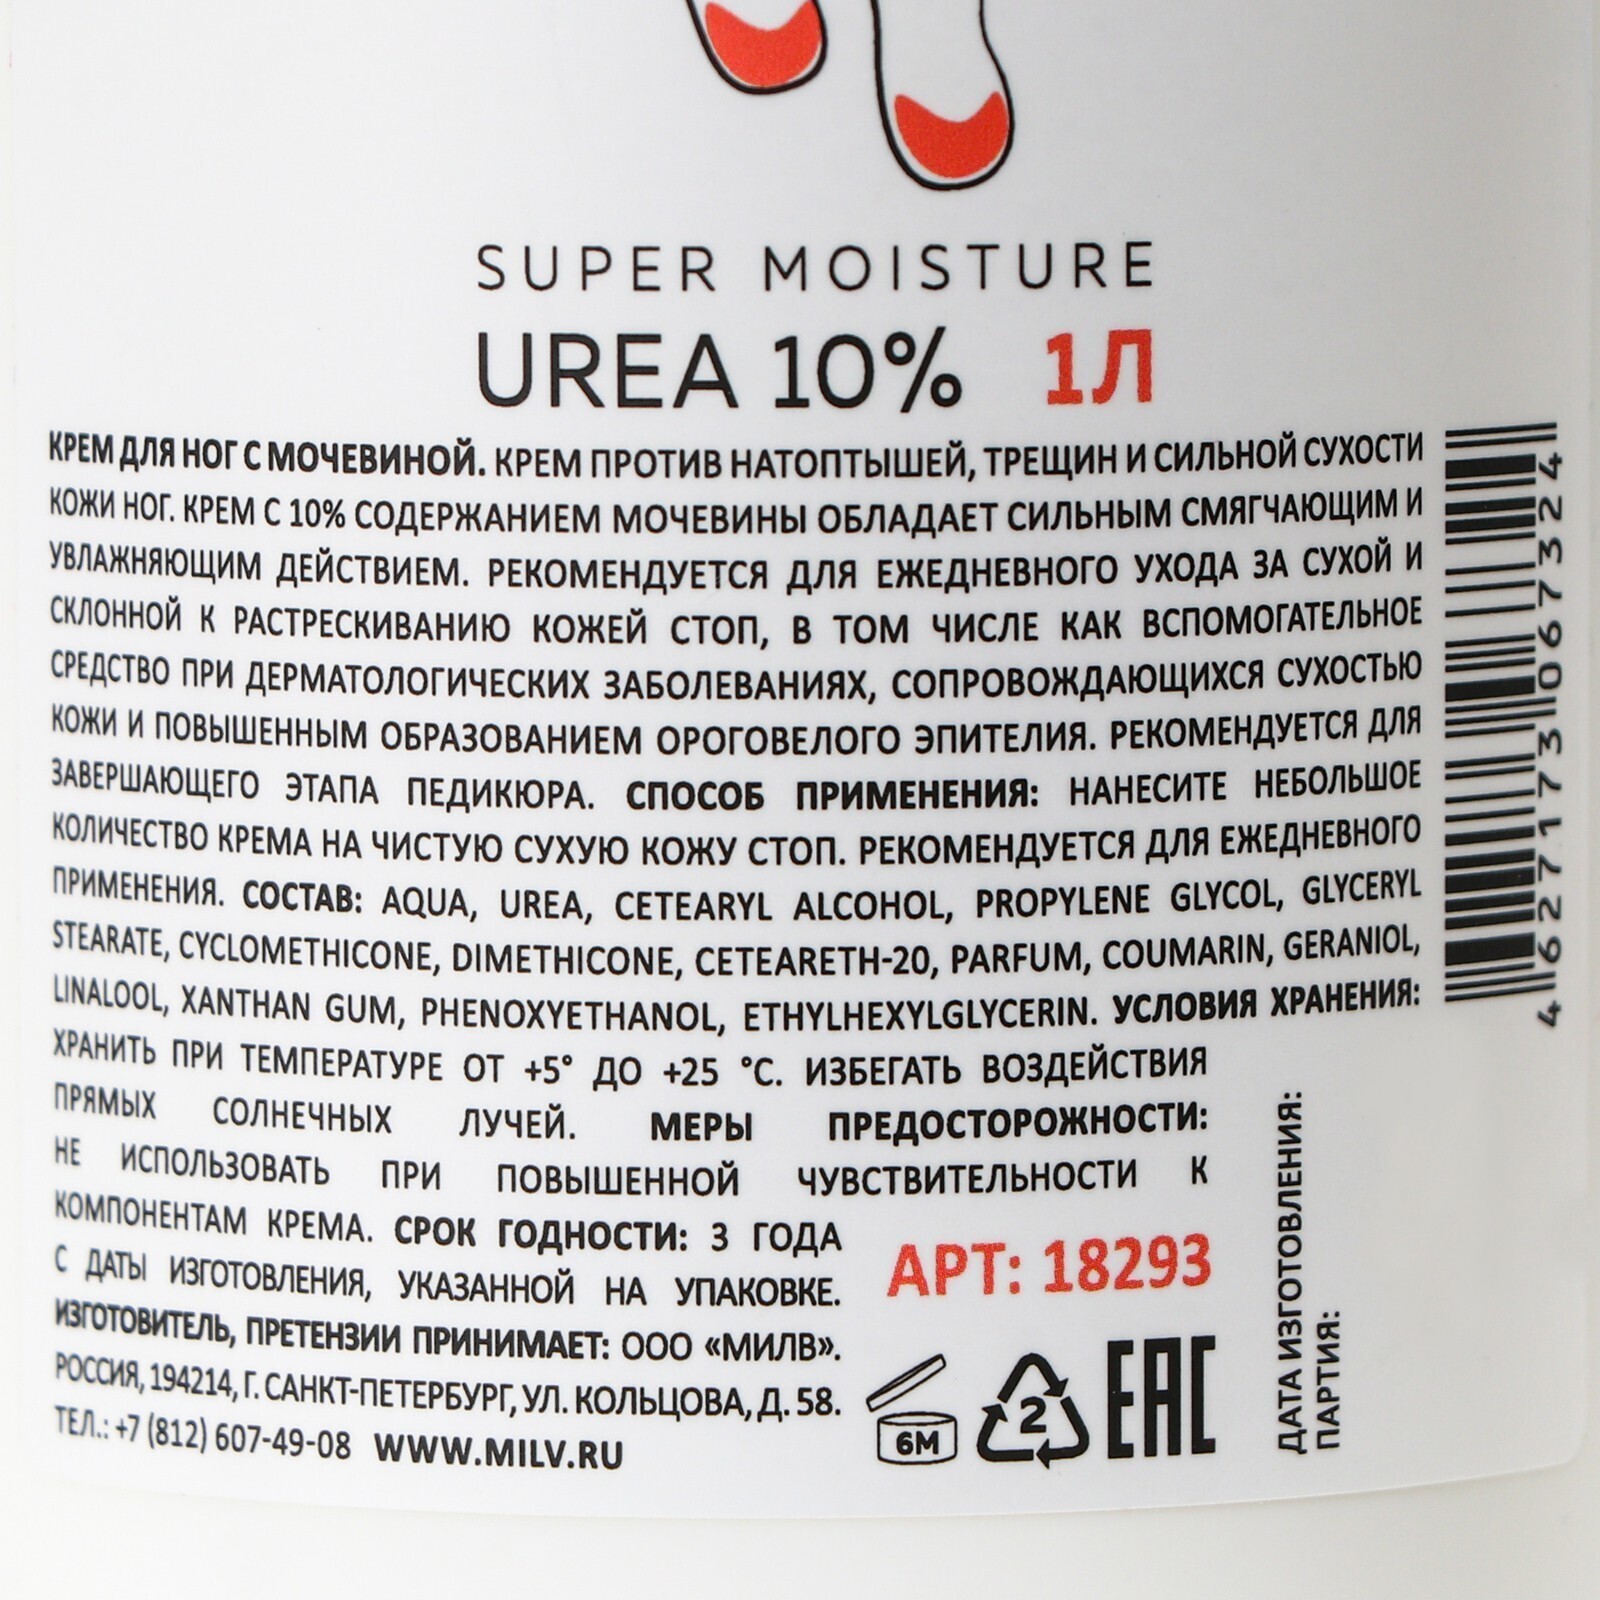 SUPER MOISTURE
UREA 10% 1Л
КРЕМ ДЛЯ НОГ С МОЧЕВИНОЙ. КРЕМ ПРОТИВ НАТОПТЫШЕЙ, ТРЕЩИН И СИЛЬНОЙ СУХОСТИ
КОЖИ НОГ. КРЕМ С 10% СОДЕРЖАНИЕМ МОЧЕВИНЫ ОБЛАДАЕТ СИЛЬНЫМ СМЯГЧАЮЩИМ И
УВЛАЖНЯЮЩИМ ДЕЙСТВИЕМ. РЕКОМЕНДУЕТСЯ ДЛЯ ЕЖЕДНЕВНОГО УХОДА ЗА СУХОЙ И
СКЛОННОЙ К РАСТРЕСКИВАНИЮ КОЖЕЙ СТОП, В ТОМ ЧИСЛЕ КАК ВСПОМОГАТЕЛЬНОЕ
СРЕДСТВО ПРИ ДЕРМАТОЛОГИЧЕСКИХ ЗАБОЛЕВАНИЯХ, СОПРОВОЖДАЮЩИХСЯ СУХОСТЬЮ
КОЖИ И ПОВЫШЕННЫМ ОБРАЗОВАНИЕМ ОРОГОВЕЛОГО ЭПИТЕЛИЯ. РЕКОМЕНДУЕТСЯ ДЛЯ
ЗАВЕРШАЮЩЕГО ЭТАПА ПЕДИКЮРА. СПОСОБ ПРИМЕНЕНИЯ: НАНЕСИТЕ НЕБОЛЬШОЕ
КОЛИЧЕСТВО КРЕМА НА ЧИСТУЮ СУХУЮ КОЖУ СТОП. РЕКОМЕНДУЕТСЯ ДЛЯ ЕЖЕДНЕВНОГО
ПРИМЕНЕНИЯ. СОСТАВ: AQUA, UREA, CETEARYL ALCOHOL, PROPYLENE GLYCOL, GLYCERYL
STEARATE, CYCLOMETHICONE, DIMETHICONE, CETEARETH-20, PARFUM, COUMARIN, GERANIOL,
LINALOOL, XANTHAN GUM, PHENOXYETHANOL, ETHYLHEXYLGLYCERIN. УСЛОВИЯ ХРАНЕНИЯ:
ХРАНИТЬ ПРИ ТЕМПЕРАТУРЕ ОТ +5° ДО +25 °С. ИЗБЕГАТЬ ВОЗДЕЙСТВИЯ
ПРЯМЫХ СОЛНЕЧНЫХ ЛУЧЕЙ. МЕРЫ ПРЕДОСТОРОЖНОСТИ:
НЕ ИСПОЛЬЗОВАТЬ ПРИ ПОВЫШЕННОЙ ЧУВСТВИТЕЛЬНОСТИ К
КОМПОНЕНТАМ КРЕМА. СРОК ГОДНОСТИ: 3 ГОДА
С ДАТЫ ИЗГОТОВЛЕНИЯ, УКАЗАННОЙ НА УПАКОВКЕ.
ИЗГОТОВИТЕЛЬ, ПРЕТЕНЗИИ ПРИНИМАЕТ: ООО «МИЛВ».
РОССИЯ, 194214, Г. САНКТ-ПЕТЕРБУРГ, УЛ. КОЛЬЦОВА, Д. 58.
ТЕЛ.: +7 (812) 607-49-08 WWW.MILV.RU
АРТ: 18293
6М
2
EAC
ДАТА ИЗГОТОВЛЕНИЯ:
ПАРТИЯ:
4 627173 067324